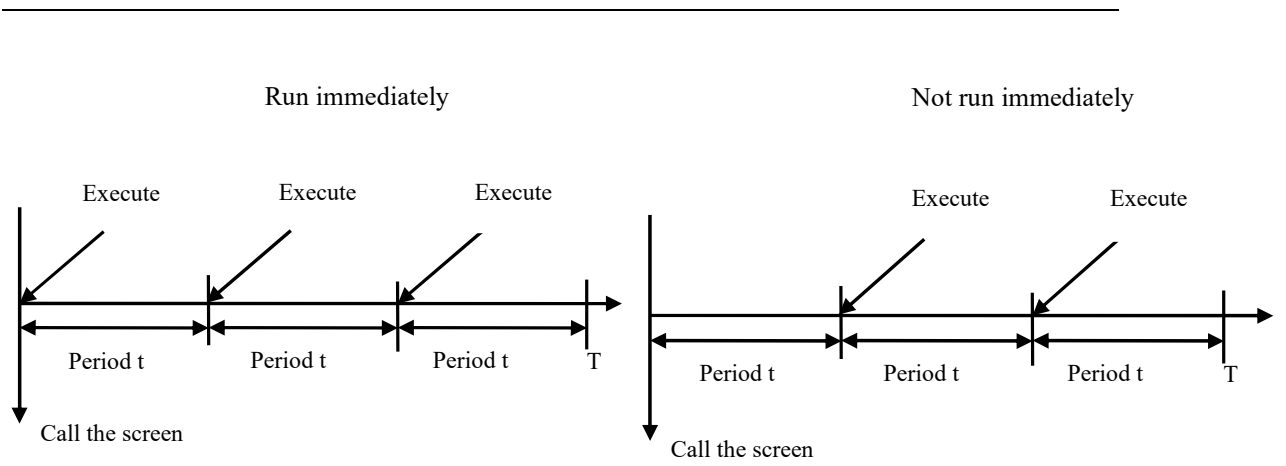 Run immediately
Not run immediately
Execute
Execute
Execute
Execute
Execute
Period t
Period t
Period t
T
Period t
Period t
Period t
T
Call the screen
Call the screen